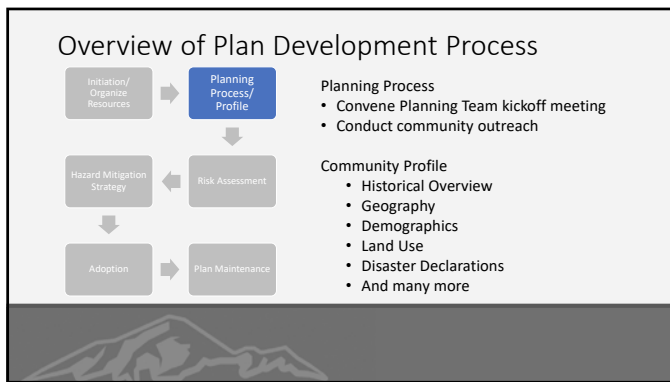 Overview of Plan Development Process
Initiation/
Organize
Resources
Planning
Process/
Profile
Hazard Mitigation
Strategy
Risk Assessment
Adoption
Plan Maintenance
Planning Process
• Convene Planning Team kickoff meeting
• Conduct community outreach
Community Profile
• Historical Overview
• Geography
• Demographics
• Land Use
• Disaster Declarations
• And many more